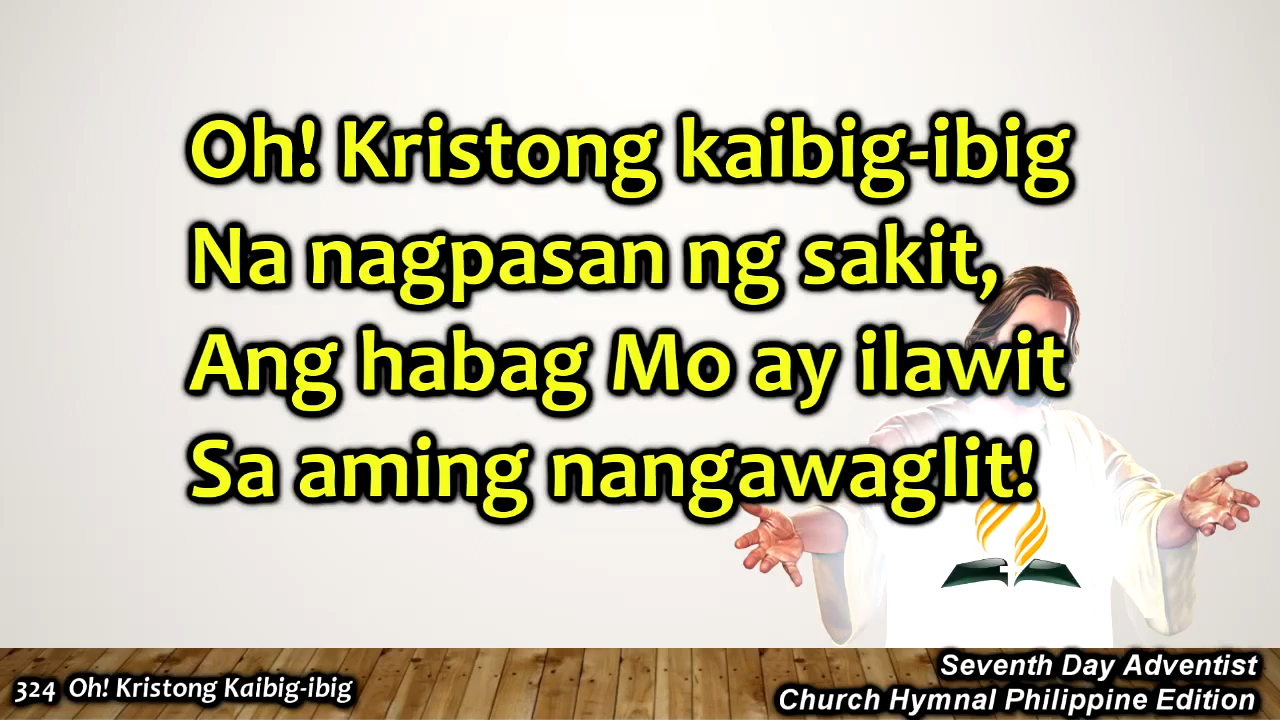 Oh! Kristong kaibig-ibig
Na nagpasan ng sakit,
Ang habag Mo ay ilawit
Sa aming nangawaglit!
324 Oh! Kristong Kaibig-ibig
Seventh Day Adventist
Church Hymnal Philippine Edition